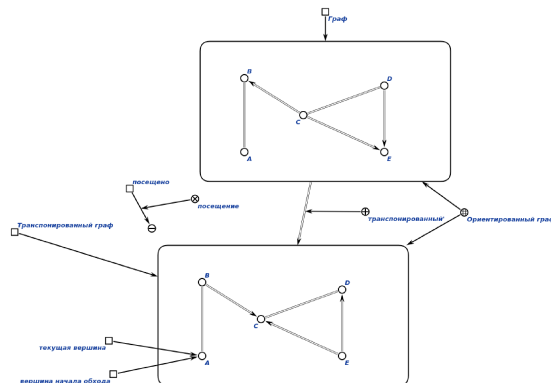 Граф
B
D
C
A
E
посещено
посещение
транспонированный'
Ориентированный граф
Транспонированный граф
B
D
C
текущая вершина
A
E
вершина начала обхода